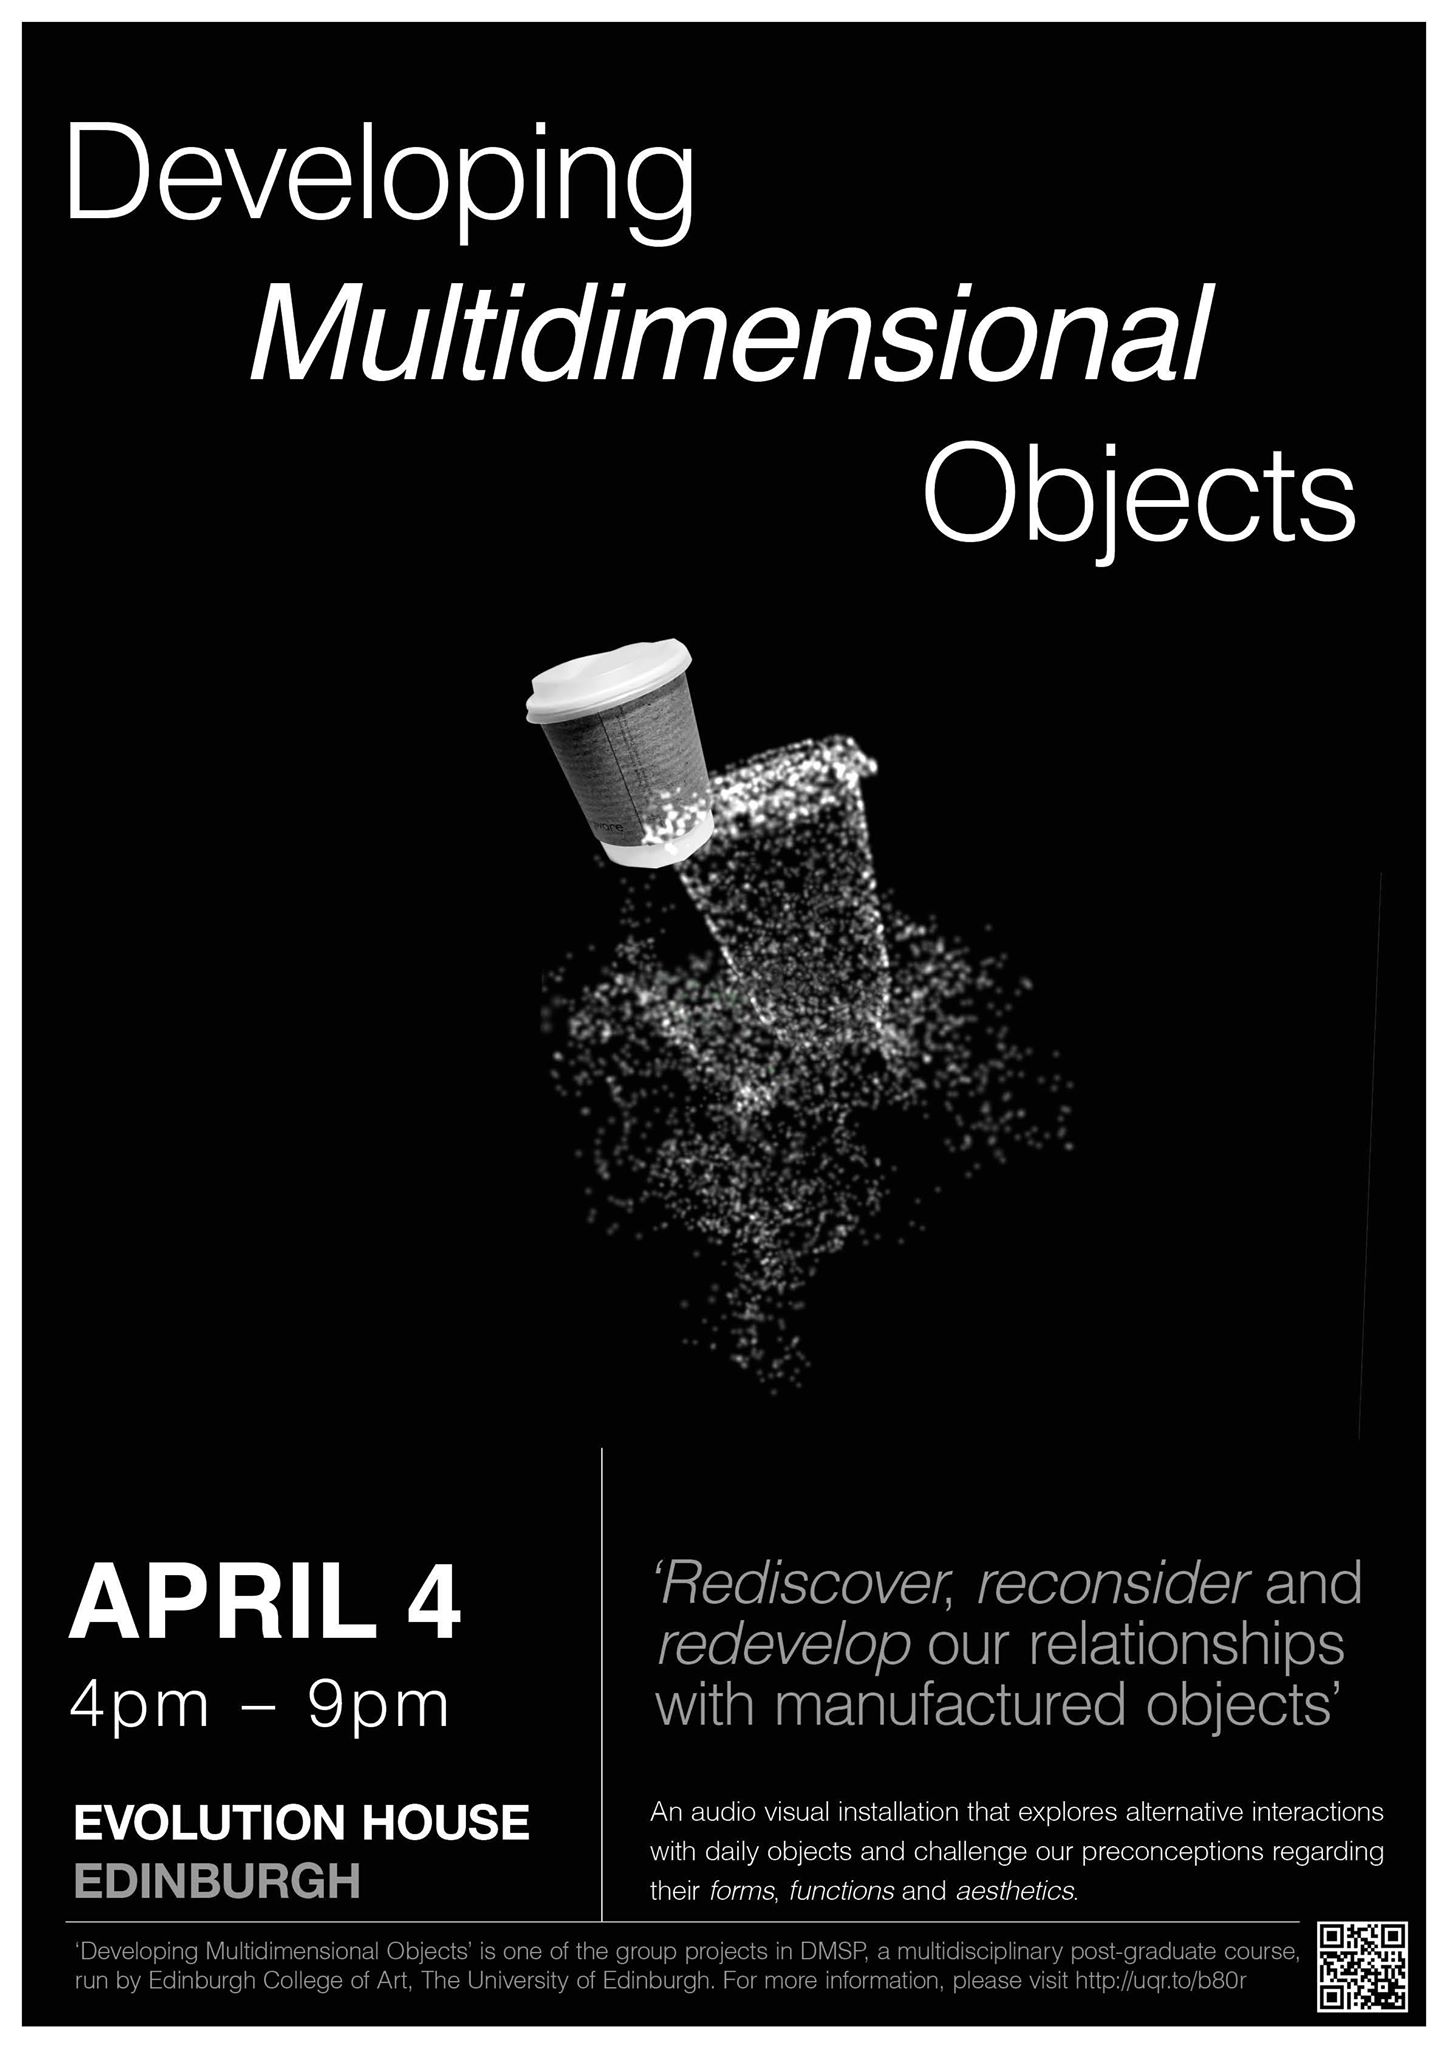 Developing
Multidimensional
Objects
APRIL 4
4pm – 9pm
EVOLUTION HOUSE
EDINBURGH
‘Rediscover, reconsider and
redevelop our relationships
with manufactured objects’
An audio visual installation that explores alternative interactions
with daily objects and challenge our preconceptions regarding
their forms, functions and aesthetics.
‘Developing Multidimensional Objects’ is one of the group projects in DMSP, a multidisciplinary post-graduate course,
run by Edinburgh College of Art, The University of Edinburgh. For more information, please visit http://uqr.to/b80r